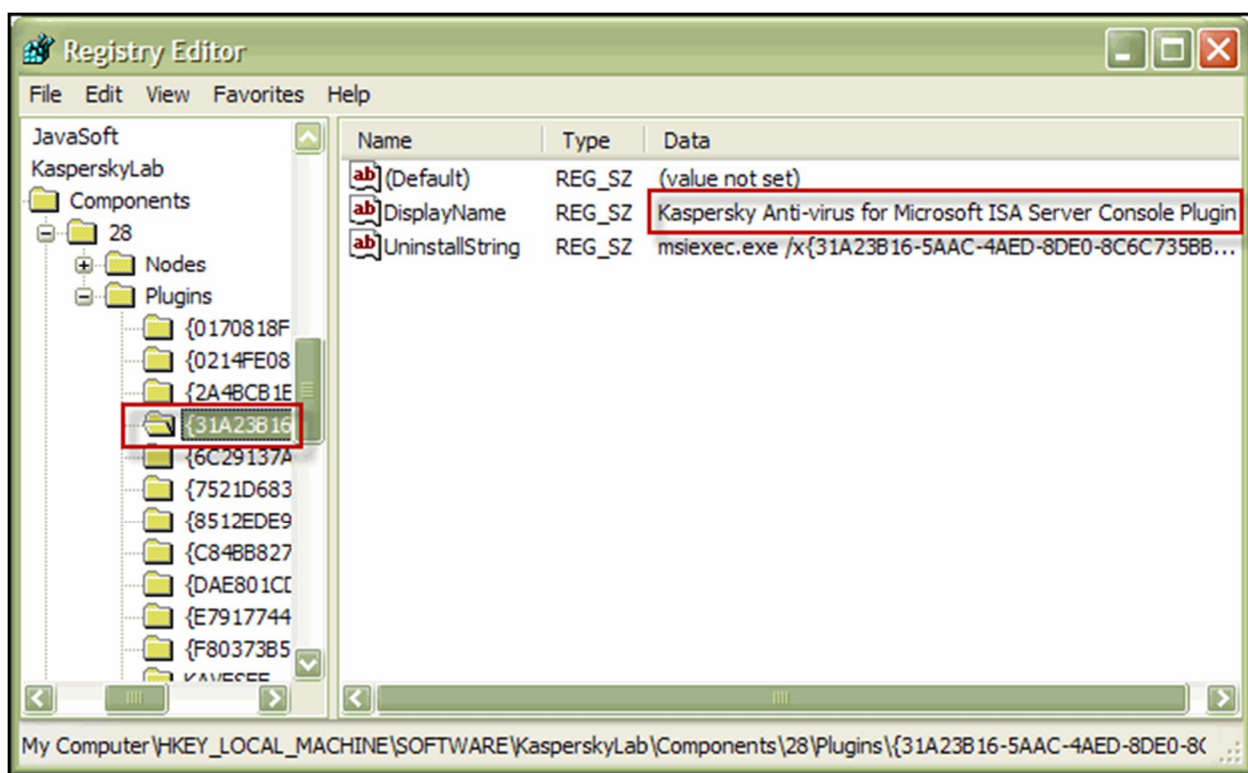 Registry Editor
File Edit View Favorites Help
JavaSoft
KasperskyLab
Components
28
Nodes
Plugins
{0170818F
{0214FE08
{2A4BCB1E
{31A23B16
{6C29137A
{7521D683
{8512EDE9
{C84BB827
{DAE801CD
{E7917744
{F80373B5
Name Type Data
(Default) REG_SZ (value not set)
DisplayName REG_SZ Kaspersky Anti-virus for Microsoft ISA Server Console Plugin
UninstallString REG_SZ msiexec.exe /x{31A23B16-5AAC-4AED-8DE0-8C6C735BB...
My Computer\HKEY_LOCAL_MACHINE\SOFTWARE\KasperskyLab\Components\28\Plugins\{31A23B16-5AAC-4AED-8DE0-8C